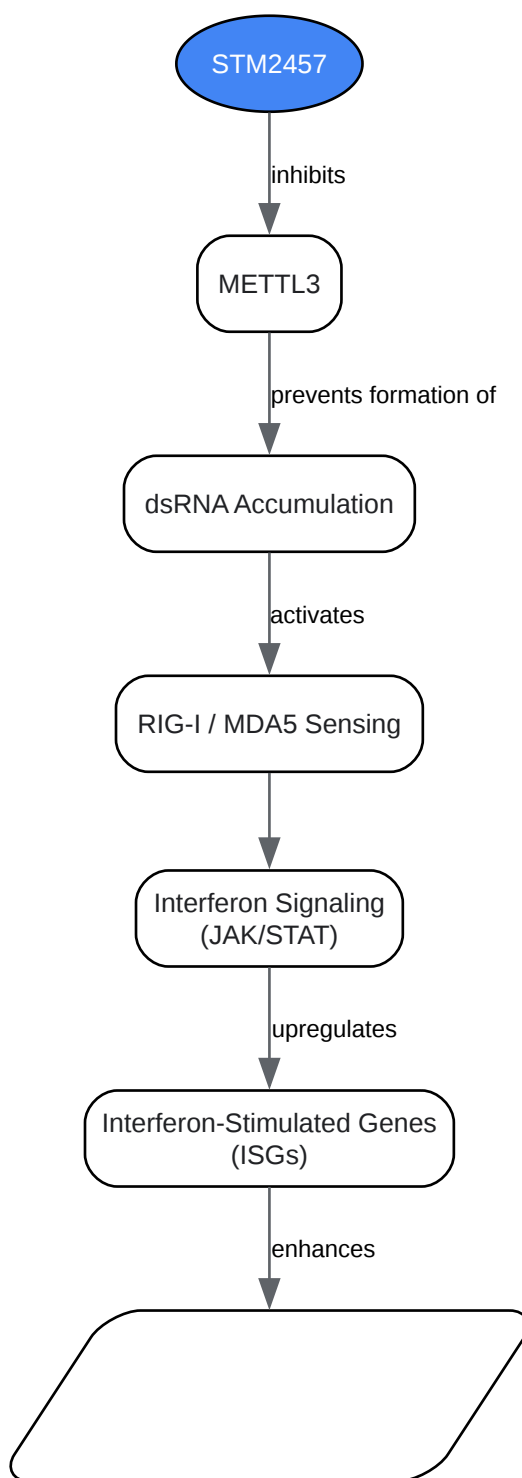 STM2457
inhibits
METTL3
prevents formation of
dsRNA Accumulation
activates
RIG-I / MDA5 Sensing
Interferon Signaling
(JAK/STAT)
upregulates
Interferon-Stimulated Genes
(ISGs)
enhances